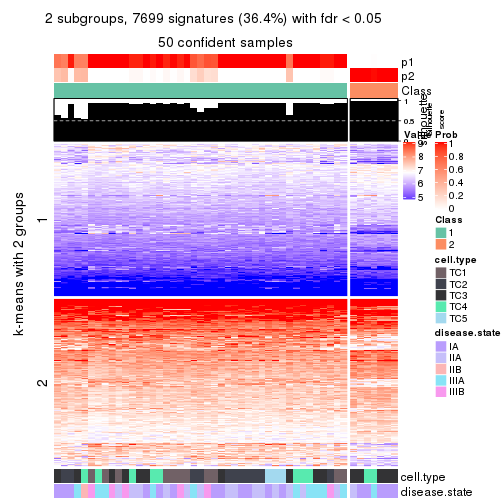 2 subgroups, 7699 signatures (36.4%) with fdr < 0.05
50 confident samples
p1
p2
Class
1
0.5
0
silhouette
score
k-means with 2 groups
1
2
cell.type
disease.state
Value
9
8
7
6
5
Prob
1
0.8
0.6
0.4
0.2
0
Class
1
2
cell.type
TC1
TC2
TC3
TC4
TC5
disease.state
IA
IIA
IIB
IIIA
IIIB